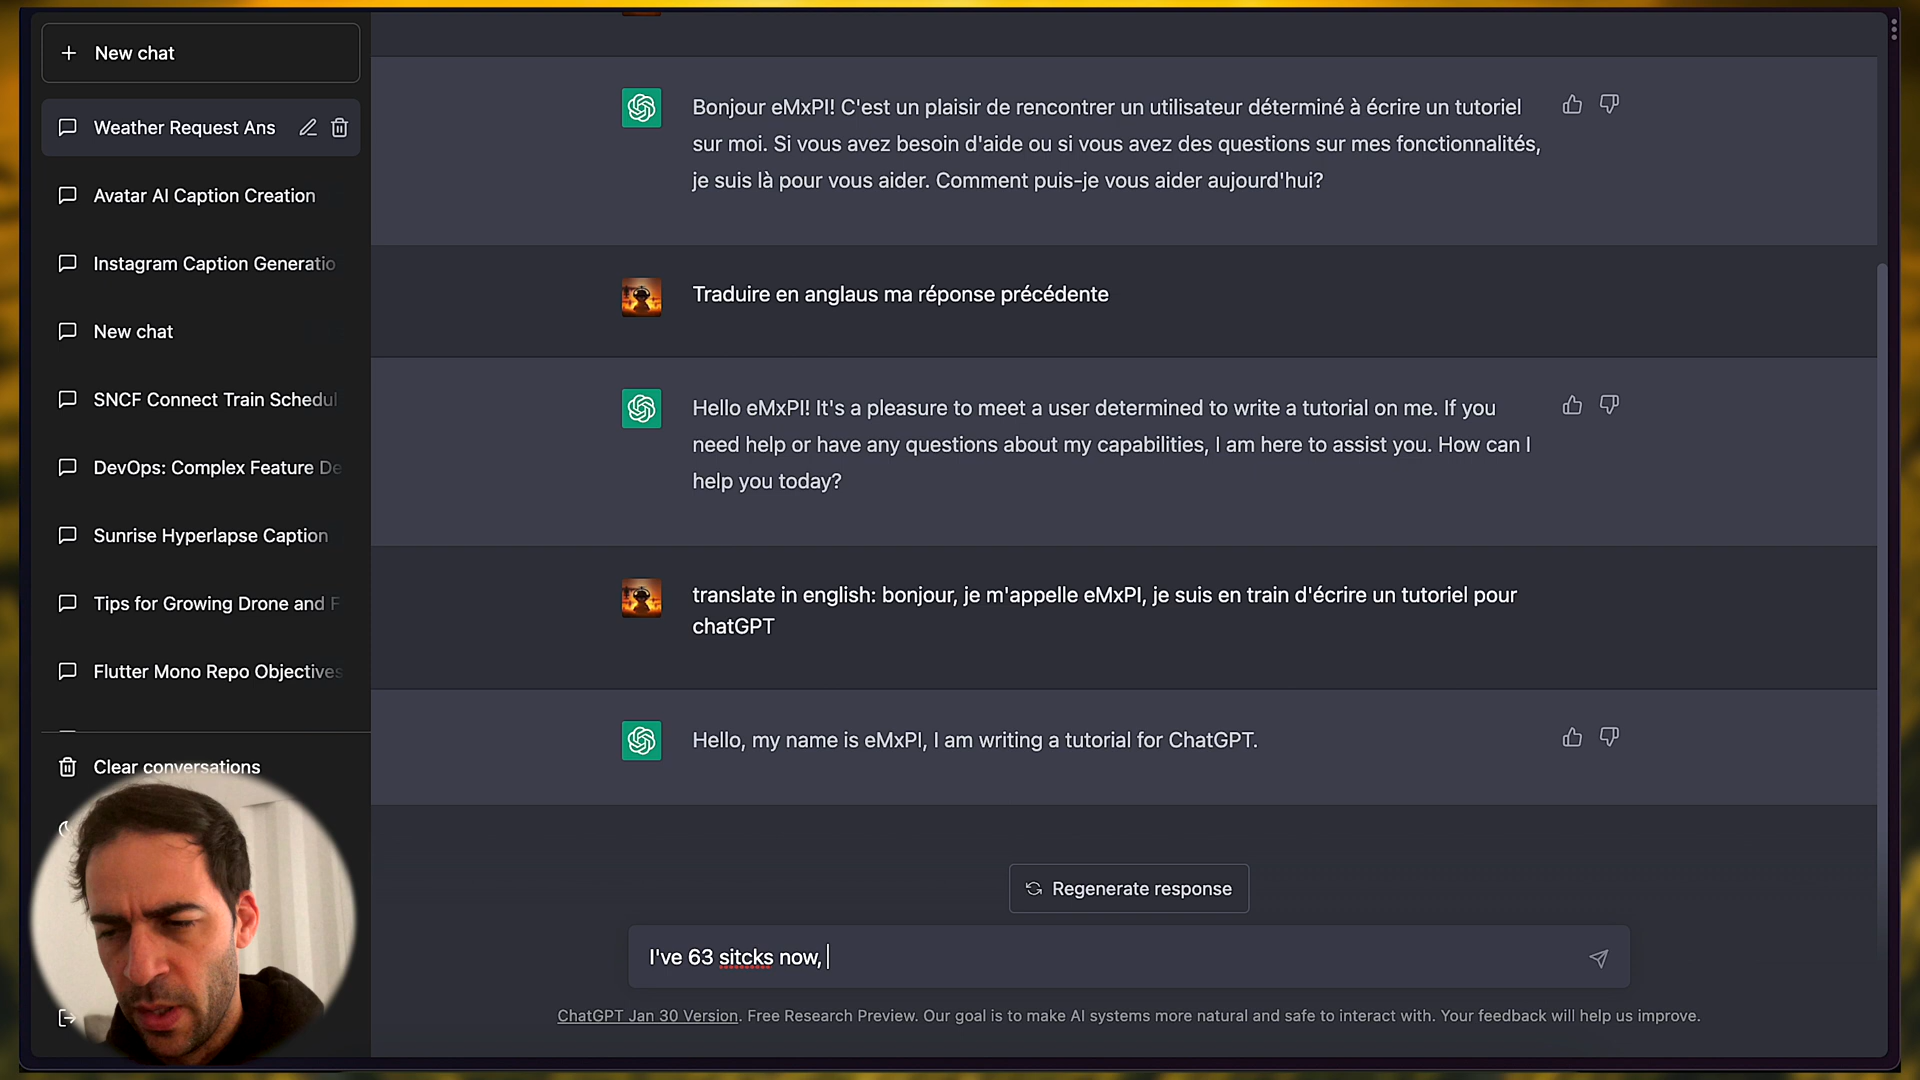 New chat
Weather Request Ans
Avatar AI Caption Creation
Instagram Caption Generatio
New chat
SNCF Connect Train Schedul
DevOps: Complex Feature De
Sunrise Hyperlapse Caption
Tips for Growing Drone and F
Flutter Mono Repo Objectives
Clear conversations
Bonjour eMxPI! C'est un plaisir de rencontrer un utilisateur déterminé à écrire un tutoriel
sur moi. Si vous avez besoin d'aide ou si vous avez des questions sur mes fonctionnalités,
je suis là pour vous aider. Comment puis-je vous aider aujourd'hui?
Traduire en anglaus ma réponse précédente
Hello eMxPI! It's a pleasure to meet a user determined to write a tutorial on me. If you
need help or have any questions about my capabilities, I am here to assist you. How can I
help you today?
translate in english: bonjour, je m'appelle eMxPI, je suis en train d'écrire un tutoriel pour
chatGPT
Hello, my name is eMxPI, I am writing a tutorial for ChatGPT.
Regenerate response
I've 63 sitcks now,
ChatGPT Jan 30 Version. Free Research Preview. Our goal is to make AI systems more natural and safe to interact with. Your feedback will help us improve.